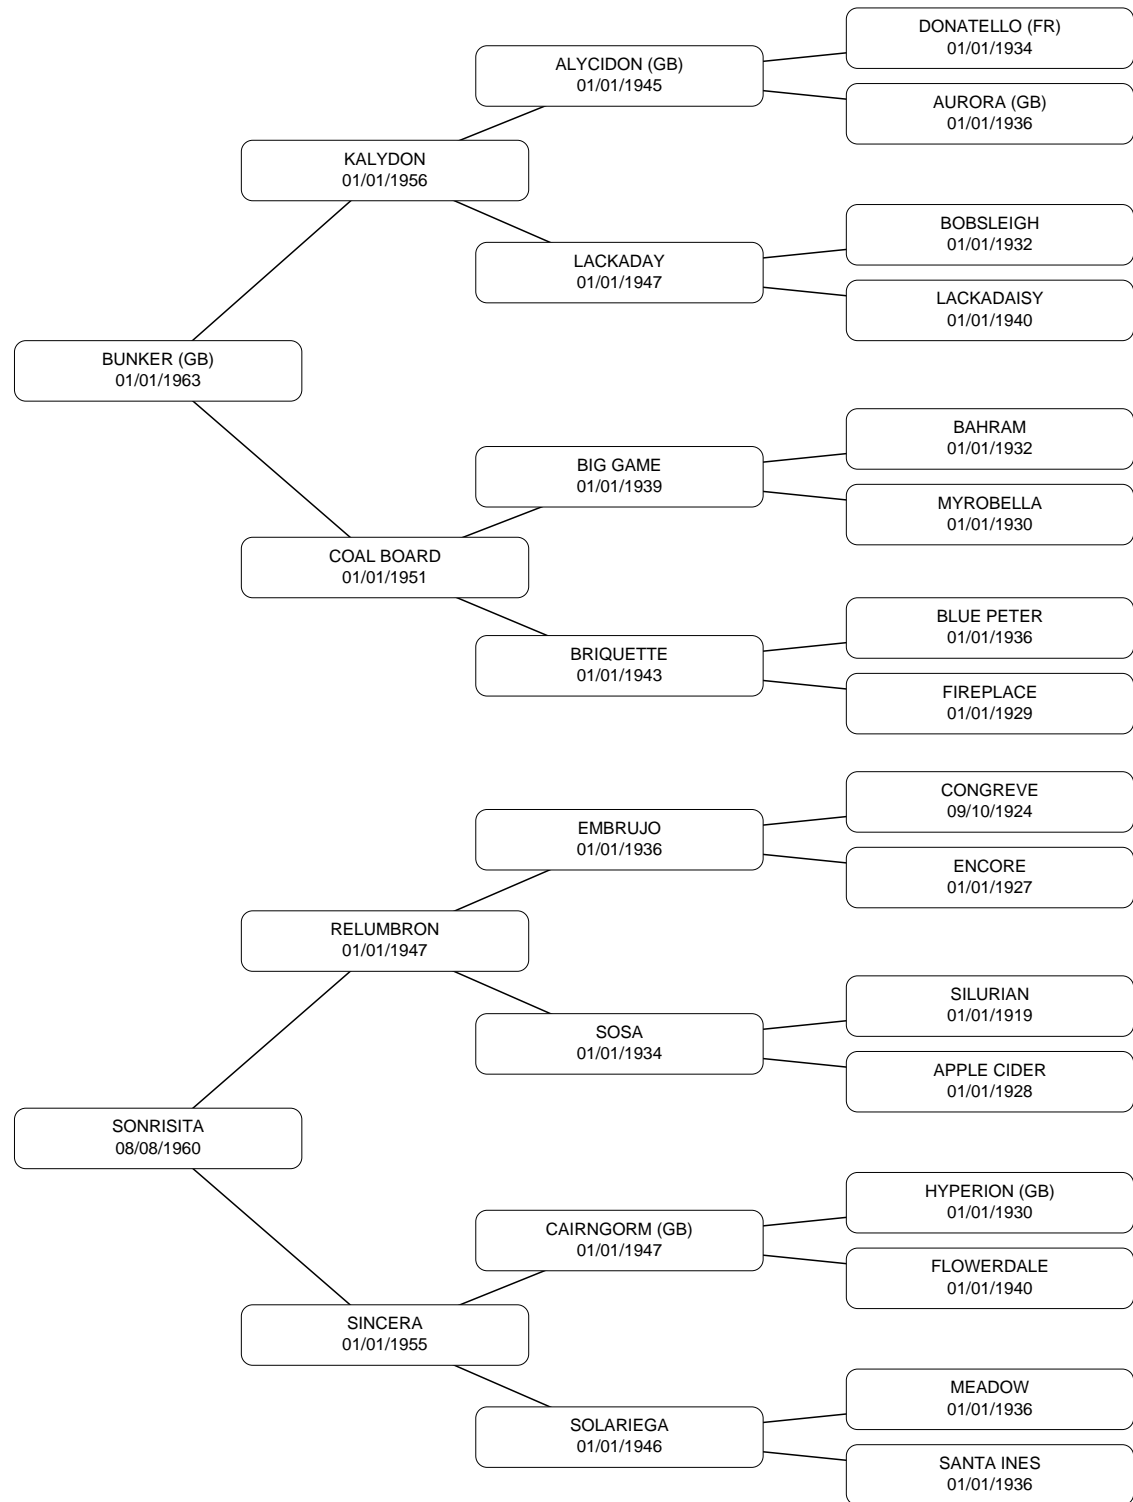 DONATELLO (FR)
01/01/1934
ALYCIDON (GB)
01/01/1945
AURORA (GB)
01/01/1936
KALYDON
01/01/1956
BOBSLEIGH
01/01/1932
LACKADAY
01/01/1947
LACKADAISY
01/01/1940
BUNKER (GB)
01/01/1963
BAHRAM
01/01/1932
BIG GAME
01/01/1939
MYROBELLA
01/01/1930
COAL BOARD
01/01/1951
BLUE PETER
01/01/1936
BRIQUETTE
01/01/1943
FIREPLACE
01/01/1929
CONGREVE
09/10/1924
EMBRUJO
01/01/1936
ENCORE
01/01/1927
RELUMBRON
01/01/1947
SILURIAN
01/01/1919
SOSA
01/01/1934
APPLE CIDER
01/01/1928
SONRISITA
08/08/1960
HYPERION (GB)
01/01/1930
CAIRNGORM (GB)
01/01/1947
FLOWERDALE
01/01/1940
SINCERA
01/01/1955
MEADOW
01/01/1936
SOLARIEGA
01/01/1946
SANTA INES
01/01/1936